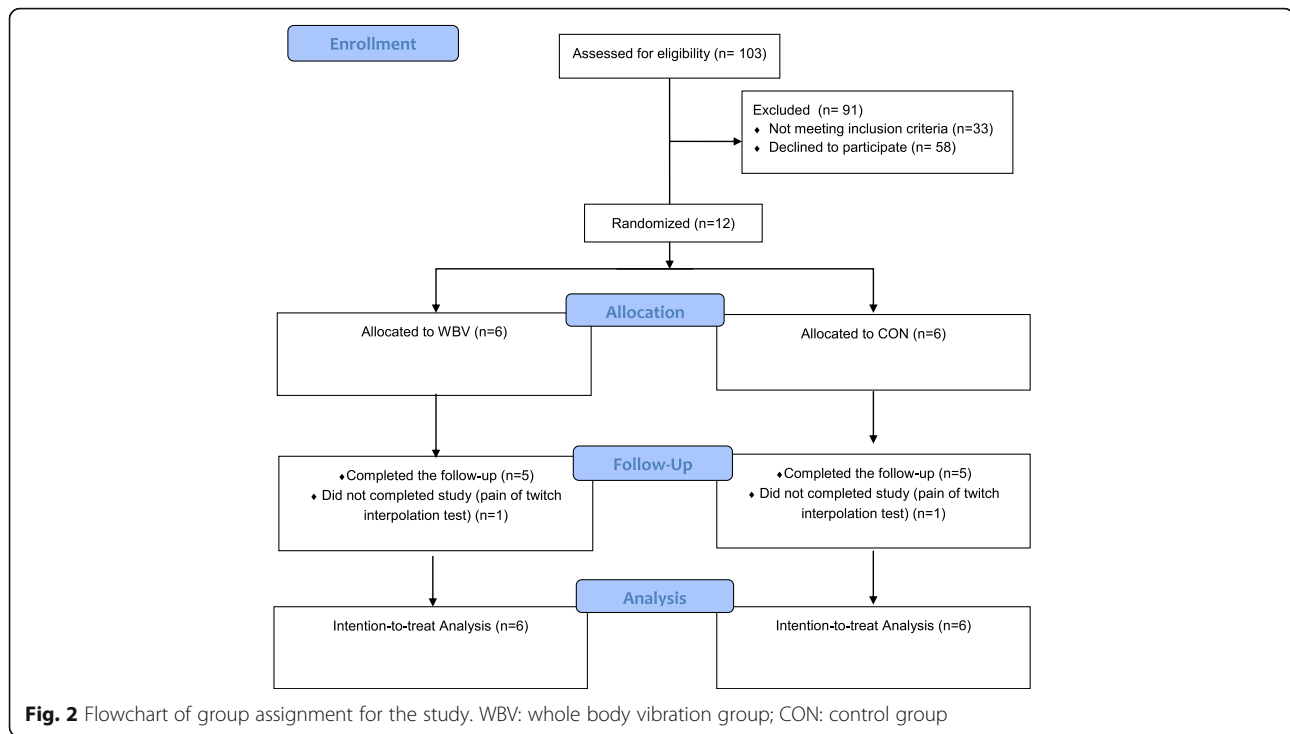 Enrollment
Assessed for eligibility (n= 103)
Excluded (n= 91)
♦ Not meeting inclusion criteria (n=33)
♦ Declined to participate (n= 58)
Randomized (n=12)
Allocation
Allocated to WBV (n=6)
Allocated to CON (n=6)
Follow-Up
♦Completed the follow-up (n=5)
♦ Did not completed study (pain of twitch
interpolation test) (n=1)
♦Completed the follow-up (n=5)
♦ Did not completed study (pain of twitch
interpolation test) (n=1)
Analysis
Intention-to-treat Analysis (n=6)
Intention-to-treat Analysis (n=6)
Fig. 2 Flowchart of group assignment for the study. WBV: whole body vibration group; CON: control group